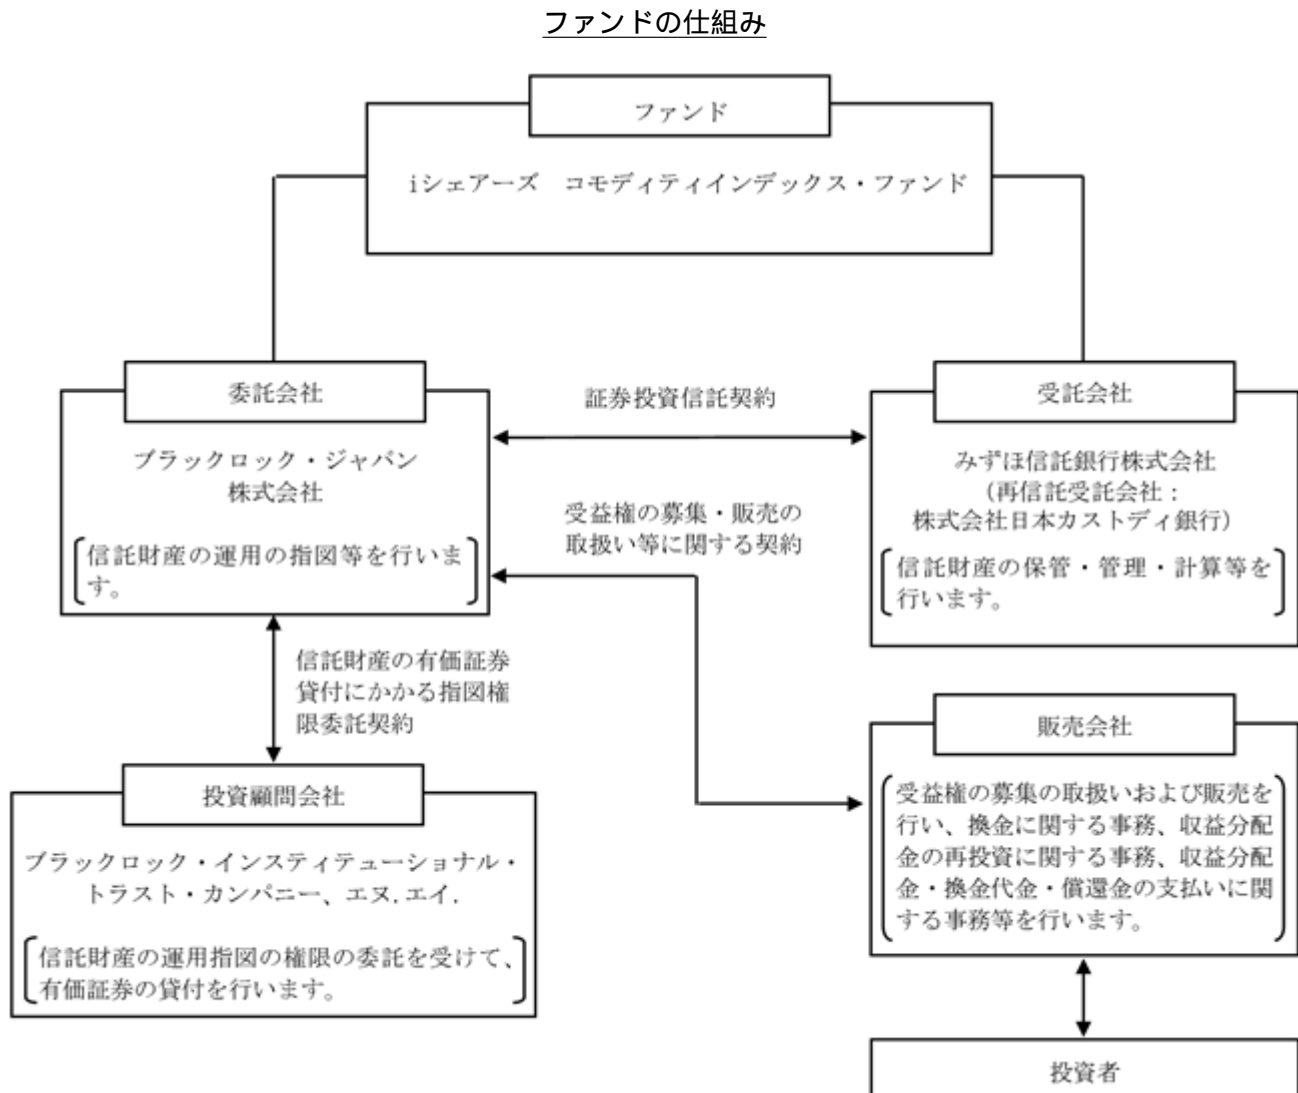 ファンドの仕組み
ファンド
iシェアーズ　コモディティインデックス・ファンド
委託会社
ブラックロック・ジャパン
株式会社
信託財産の運用の指図等を行いま
す。
証券投資信託契約
受益権の募集・販売の
取扱い等に関する契約
受託会社
みずほ信託銀行株式会社
（再信託受託会社：
株式会社日本カストディ銀行）
信託財産の保管・管理・計算等を
行います。
信託財産の有価証券
貸付にかかる指図権
限委託契約
投資顧問会社
ブラックロック・インスティテューショナル・
トラスト・カンパニー、エヌ.エイ.
信託財産の運用指図の権限の委託を受けて、
有価証券の貸付を行います。
販売会社
受益権の募集の取扱いおよび販売を
行い、換金に関する事務、収益分配
金の再投資に関する事務、収益分配
金・換金代金・償還金の支払いに関
する事務等を行います。
投資者